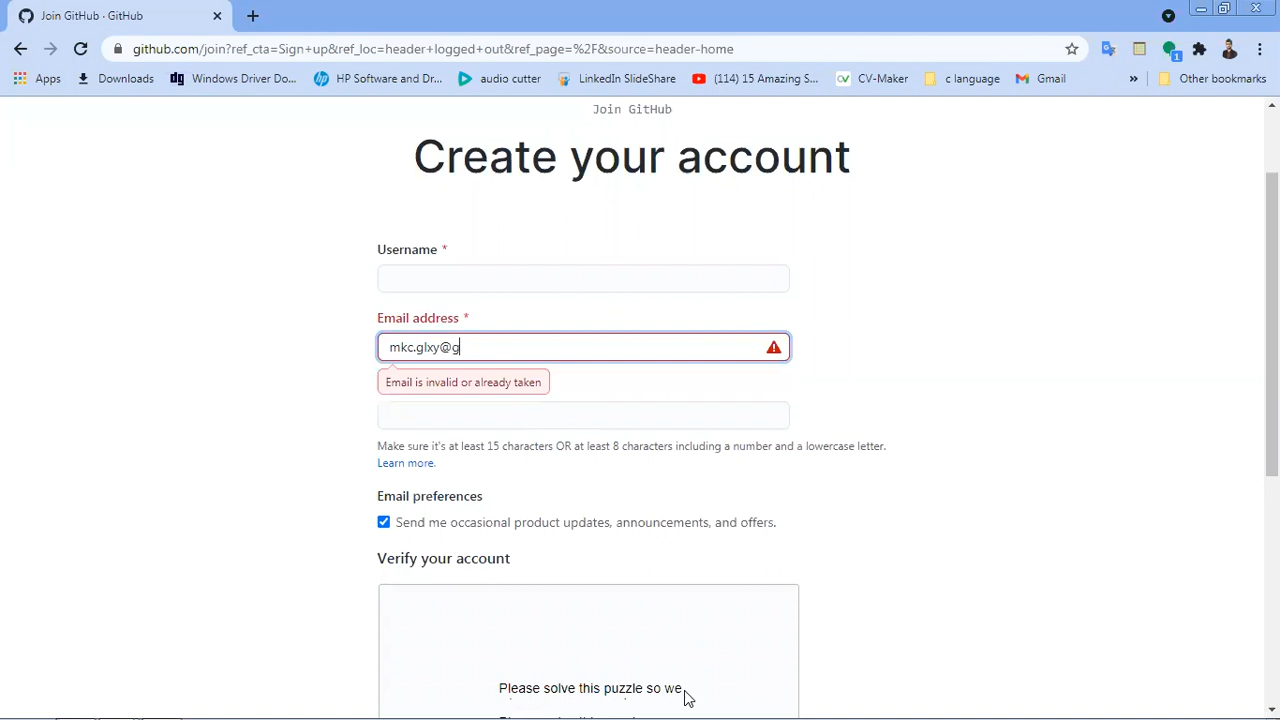 Join GitHub · GitHub
github.com/join?ref_cta=Sign+up&ref_loc=header+logged+out&ref_page=%2F&source=header-home
Apps Downloads Windows Driver Do... HP Software and Dr... audio cutter LinkedIn SlideShare (114) 15 Amazing S... CV-Maker c language Gmail » Other bookmarks
Join GitHub
Create your account
Username *
Email address *
mkc.glxy@g
Email is invalid or already taken
Make sure it's at least 15 characters OR at least 8 characters including a number and a lowercase letter.
Learn more.
Email preferences
Send me occasional product updates, announcements, and offers.
Verify your account
Please solve this puzzle so we